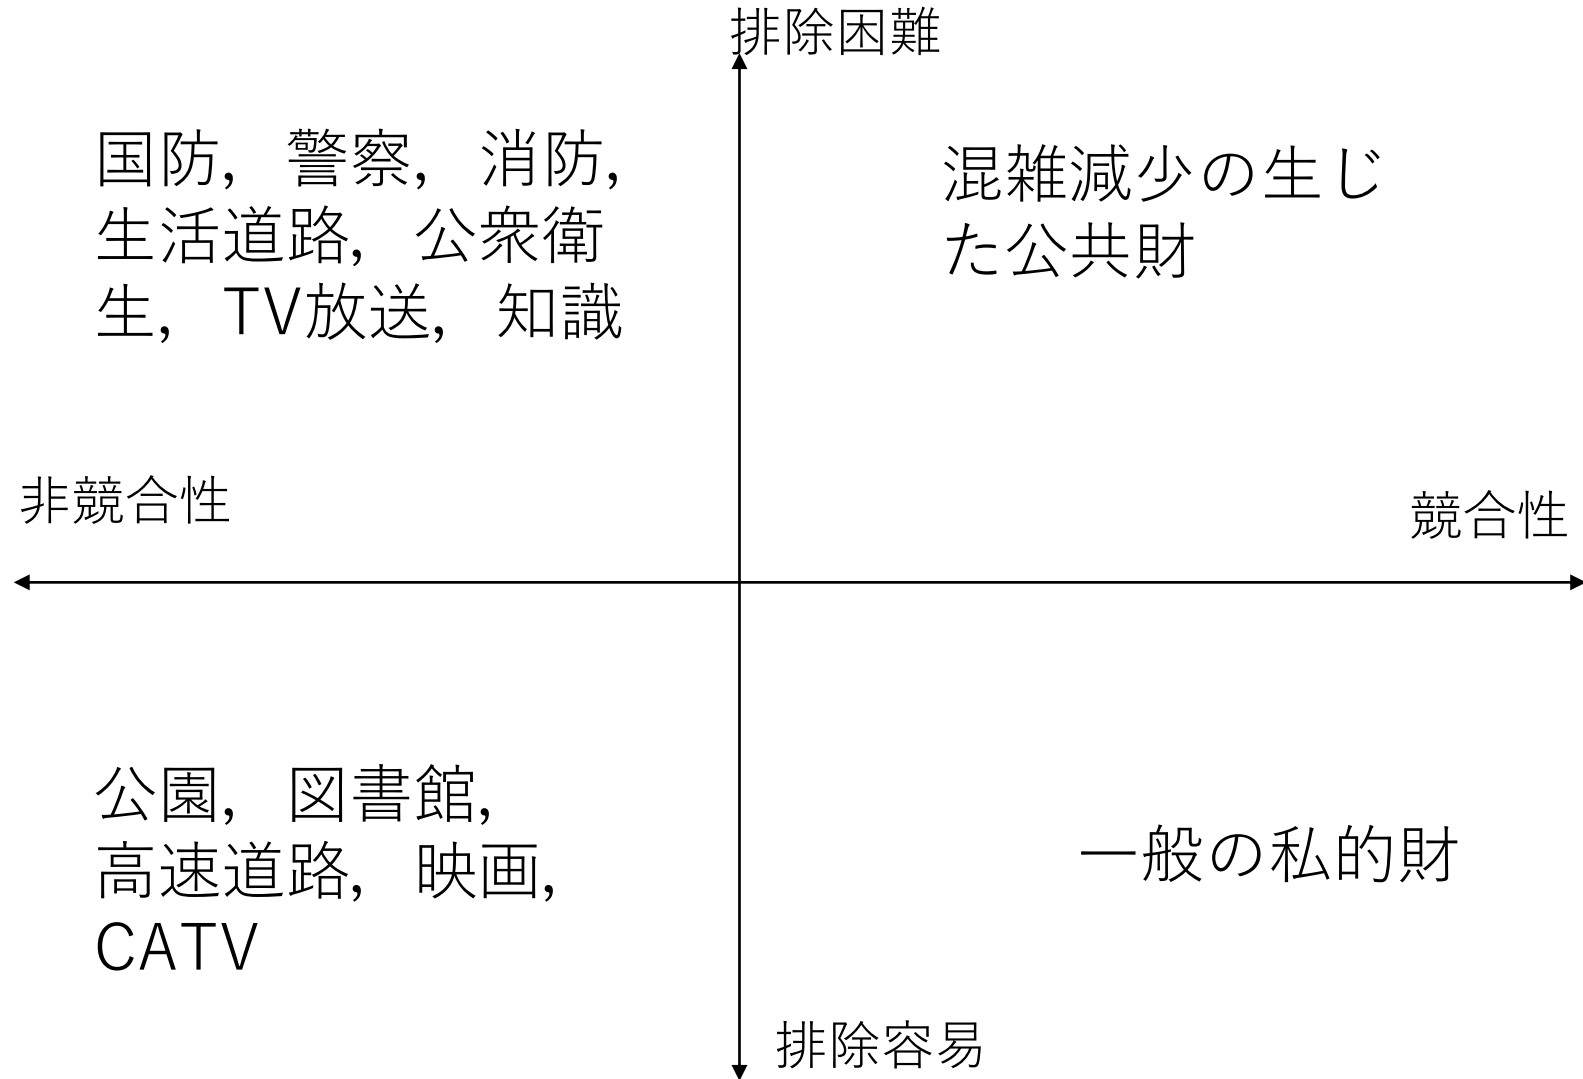 排除困難
国防, 警察, 消防,
生活道路, 公衆衛
生, TV放送, 知識
混雑減少の生じ
た公共財
非競合性
競合性
公園, 図書館,
高速道路, 映画,
CATV
一般の私的財
排除容易